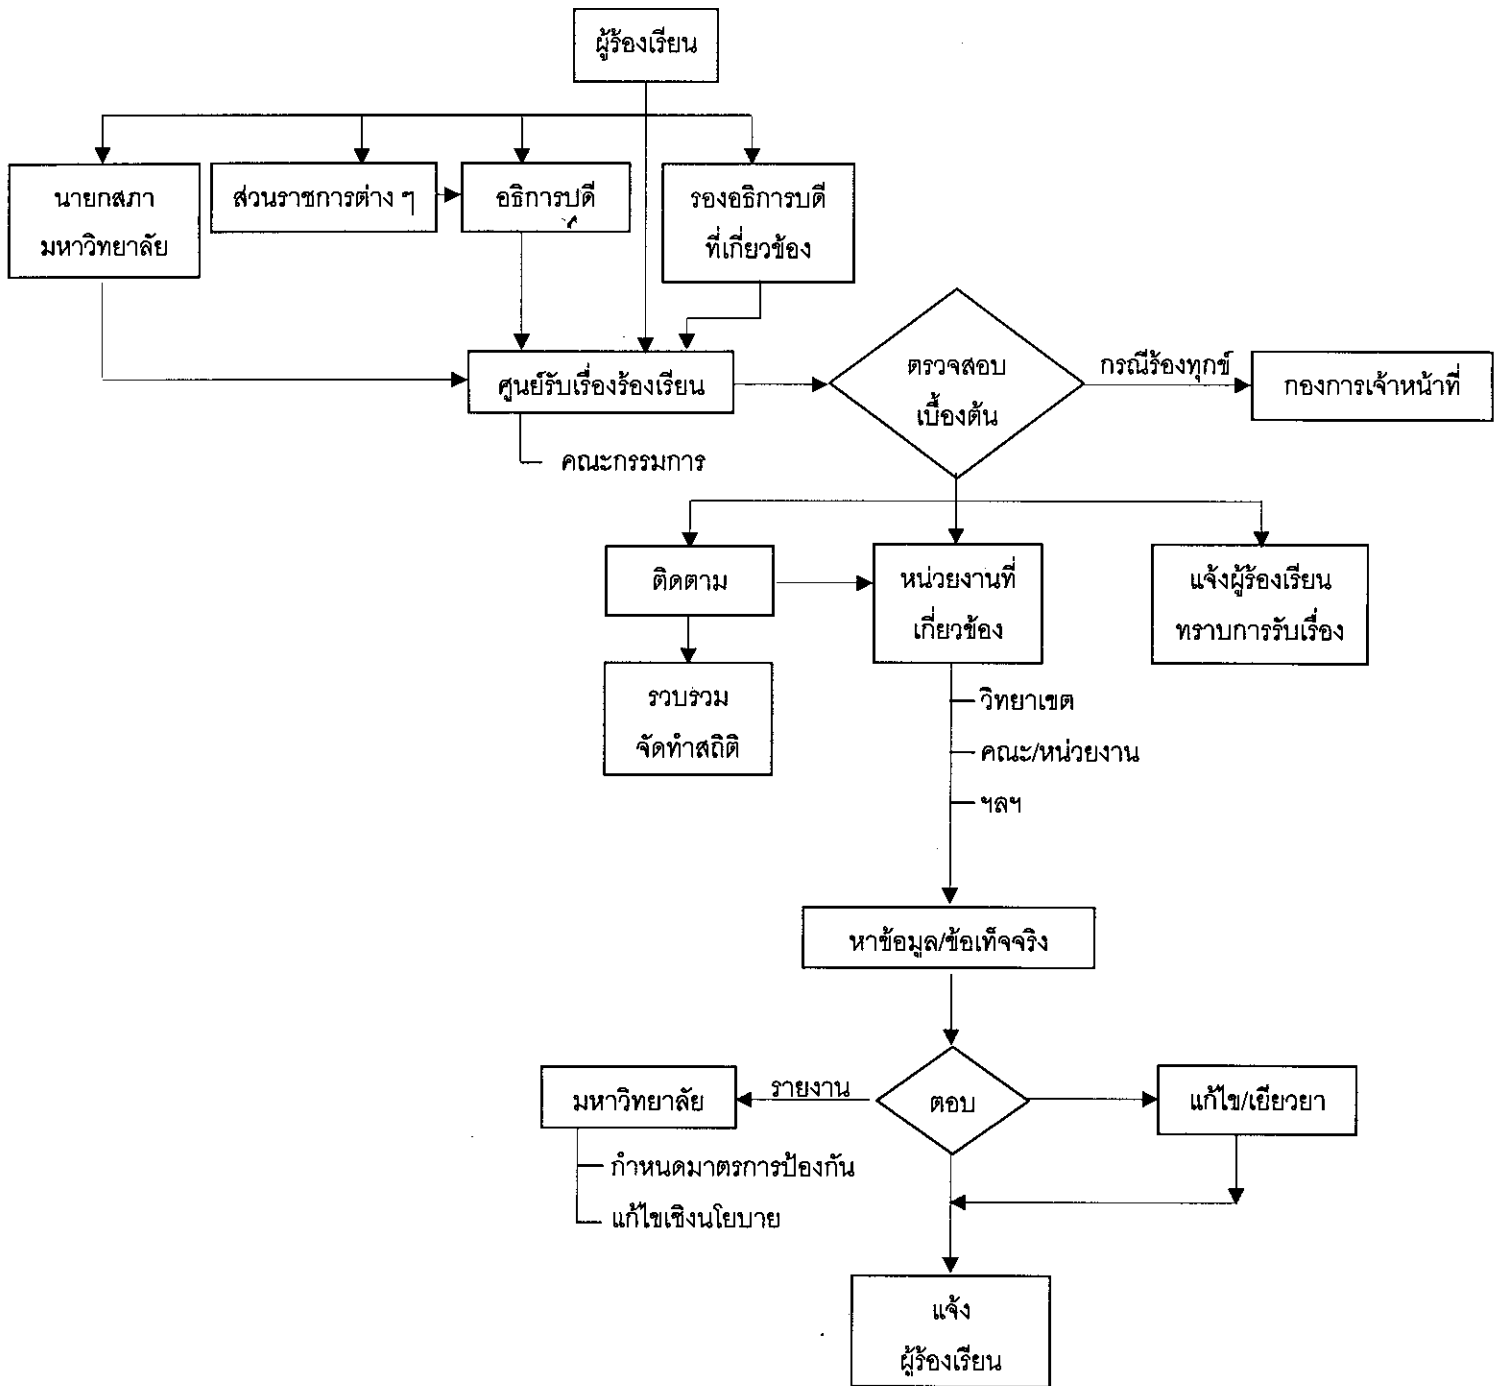 ผู้ร้องเรียน
นายกสภา
มหาวิทยาลัย
ส่วนราชการต่าง ๆ
อธิการบดี
รองอธิการบดี
ที่เกี่ยวข้อง
ศูนย์รับเรื่องร้องเรียน
คณะกรรมการ
ตรวจสอบ
เบื้องต้น
กรณีร้องทุกข์
กองการเจ้าหน้าที่
ติดตาม
หน่วยงานที่
เกี่ยวข้อง
แจ้งผู้ร้องเรียน
ทราบการรับเรื่อง
รวบรวม
จัดทำสถิติ
วิทยาเขต
คณะ/หน่วยงาน
ฯลฯ
หาข้อมูล/ข้อเท็จจริง
มหาวิทยาลัย
รายงาน
ตอบ
แก้ไข/เยียวยา
กำหนดมาตรการป้องกัน
แก้ไขเชิงนโยบาย
แจ้ง
ผู้ร้องเรียน